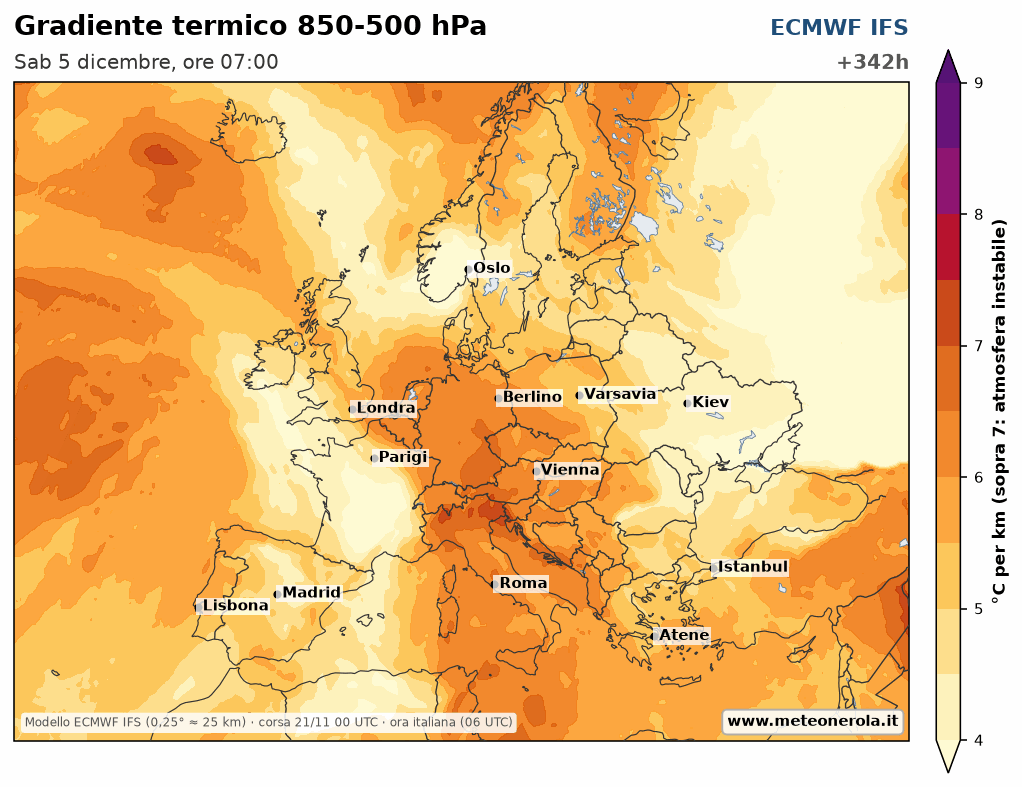 Gradiente termico 850-500 hPa
ECMWF IFS
Sab 5 dicembre, ore 07:00
+342h
9
8
7
6
5
4
°C per km (sopra 7: atmosfera instabile)
Oslo
Londra
Berlino
Varsavia
Kiev
Parigi
Vienna
Istanbul
Roma
Madrid
Lisbona
Atene
Modello ECMWF IFS (0,25° ≈ 25 km) · corsa 21/11 00 UTC · ora italiana (06 UTC)
www.meteonerola.it